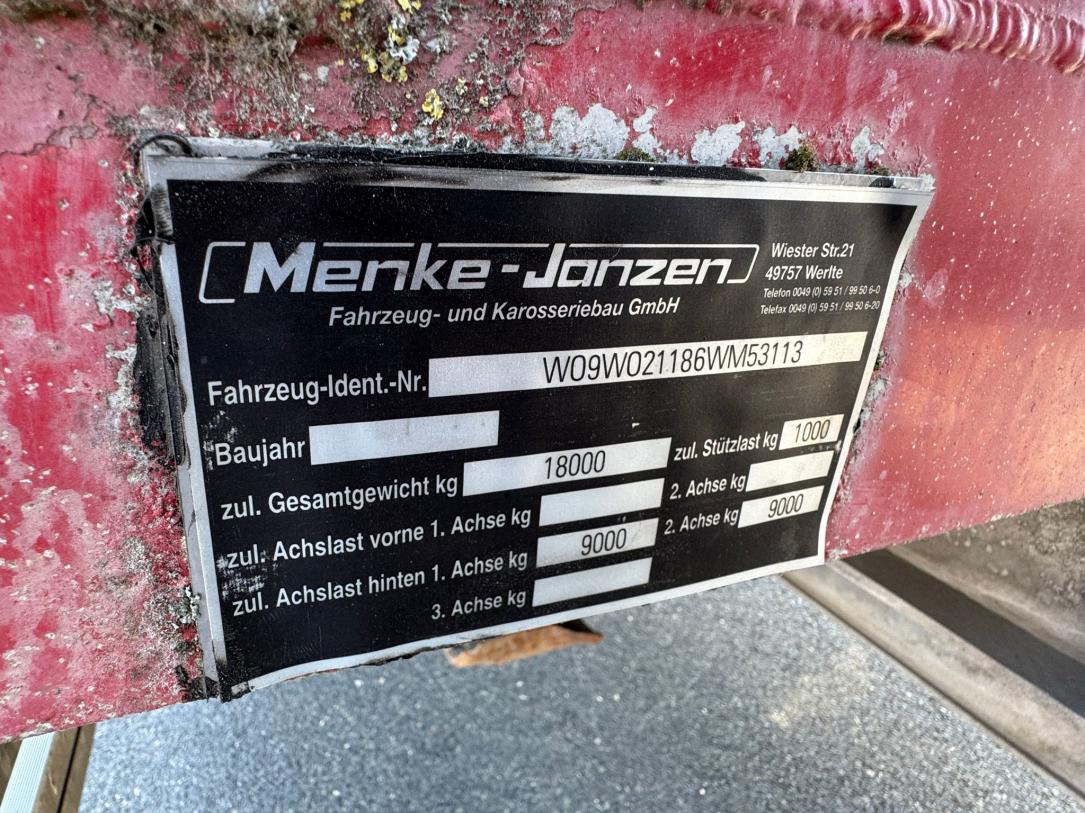 Menke-Janzen
Fahrzeug- und Karosseriebau GmbH
Wiester Str.21
49757 Werlte
Telefon 0049 (0) 59 51 / 99 50 6-0
Telefax 0049 (0) 59 51 / 99 50 6-20
Fahrzeug-Ident.-Nr. W09W021186WM53113
Baujahr
zul. Gesamtgewicht kg 18000 zul. Stützlast kg 1000
zul. Achslast vorne 1. Achse kg 2. Achse kg
zul. Achslast hinten 1. Achse kg 9000 2. Achse kg 9000
3. Achse kg